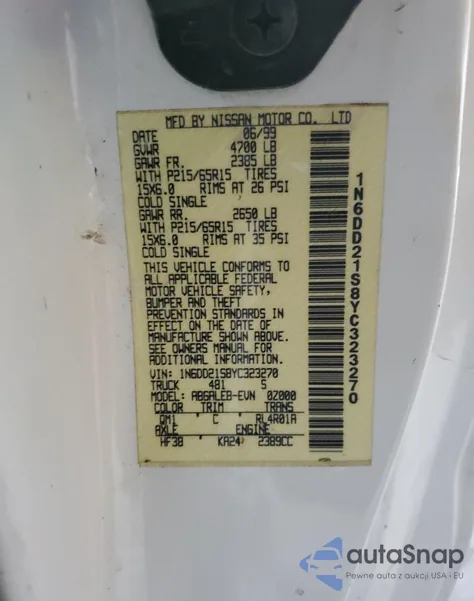 MFD BY NISSAN MOTOR CO. LTD
DATE 06/99
GVWR 4700 LB
GAWR FR. 2385 LB
WITH P215/65R15 TIRES
15X6.0 RIMS AT 26 PSI
COLD SINGLE
GAWR RR. 2650 LB
WITH P215/65R15 TIRES
15X6.0 RIMS AT 35 PSI
COLD SINGLE
THIS VEHICLE CONFORMS TO
ALL APPLICABLE FEDERAL
MOTOR VEHICLE SAFETY,
BUMPER AND THEFT
PREVENTION STANDARDS IN
EFFECT ON THE DATE OF
MANUFACTURE SHOWN ABOVE.
SEE OWNERS MANUAL FOR
ADDITIONAL INFORMATION.
VIN: 1N6DD21S8YC323270
TRUCK 481 S
MODEL: ABGALEB-EVN 0Z000
COLOR TRIM TRANS
QM1 C RL4R01A
AXLE ENGINE
HF38 KA24 2389CC
1N6DD21S8YC323270
autoSnap
Pewne auta z aukcji USA i EU